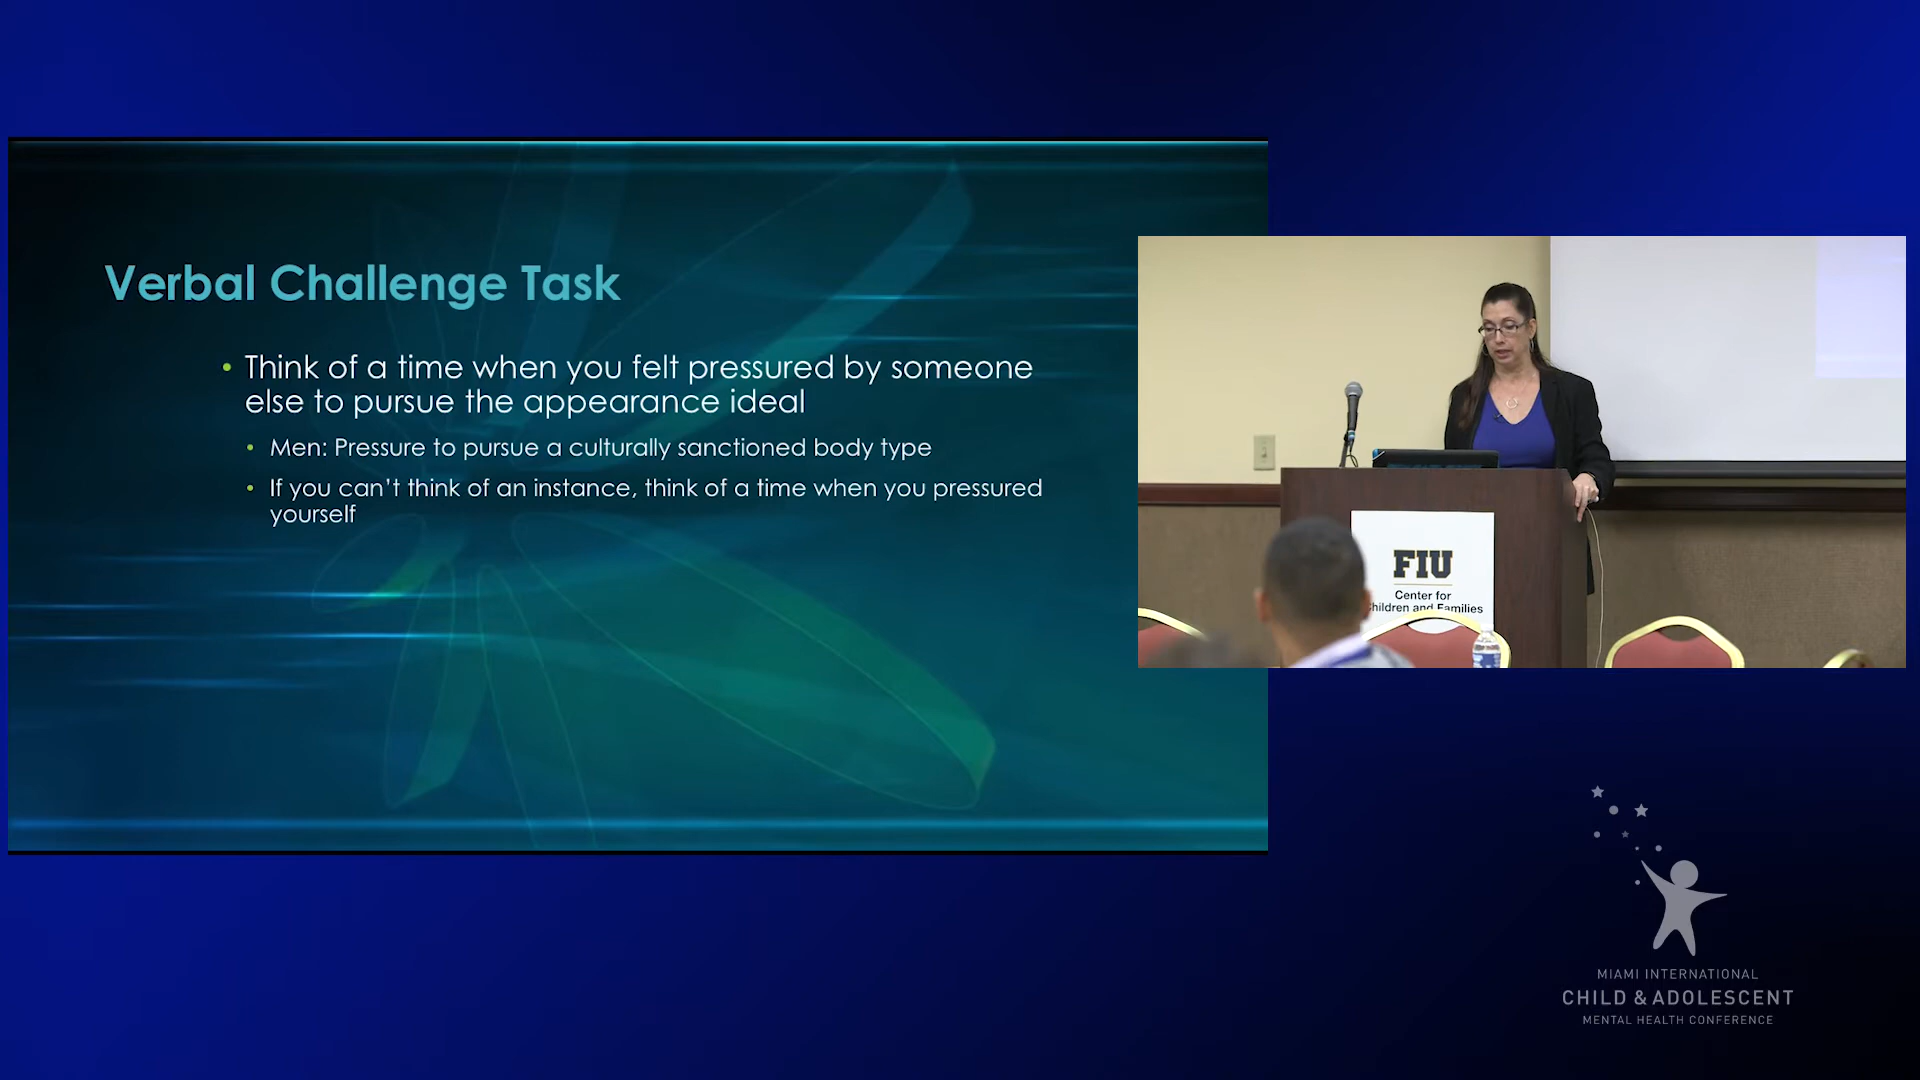 Verbal Challenge Task
• Think of a time when you felt pressured by someone
else to pursue the appearance ideal
• Men: Pressure to pursue a culturally sanctioned body type
• If you can't think of an instance, think of a time when you pressured
yourself
FIU
Center for
Children and Families
MIAMI INTERNATIONAL
CHILD & ADOLESCENT
MENTAL HEALTH CONFERENCE